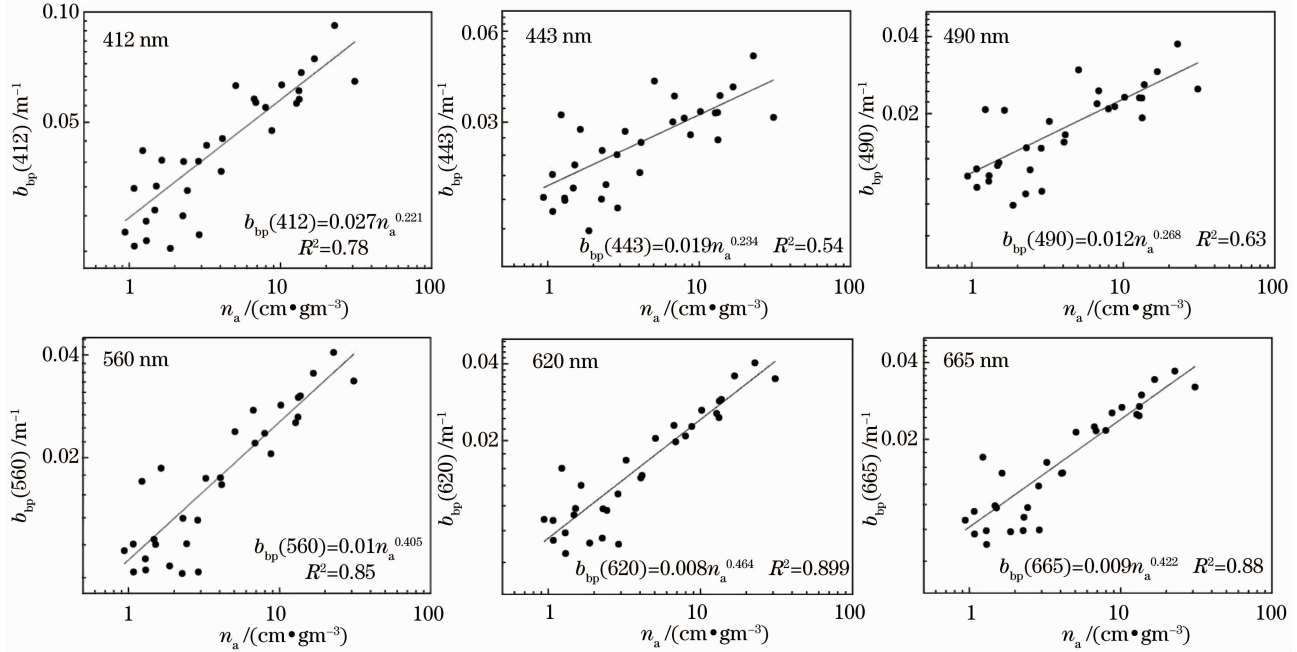 412 nm
0.10
0.05
b_bp(412) /m⁻¹
b_bp(412)=0.027n_a^0.221
R²=0.78
1 10 100
n_a /(cm•gm⁻³)
443 nm
0.06
0.03
b_bp(443) /m⁻¹
b_bp(443)=0.019n_a^0.234 R²=0.54
1 10 100
n_a /(cm•gm⁻³)
490 nm
0.04
0.02
b_bp(490) /m⁻¹
b_bp(490)=0.012n_a^0.268 R²=0.63
1 10 100
n_a /(cm•gm⁻³)
560 nm
0.04
0.02
b_bp(560) /m⁻¹
b_bp(560)=0.01n_a^0.405
R²=0.85
1 10 100
n_a /(cm•gm⁻³)
620 nm
0.04
0.02
b_bp(620) /m⁻¹
b_bp(620)=0.008n_a^0.464 R²=0.899
1 10 100
n_a /(cm•gm⁻³)
665 nm
0.04
0.02
b_bp(665) /m⁻¹
b_bp(665)=0.009n_a^0.422 R²=0.88
1 10 100
n_a /(cm•gm⁻³)